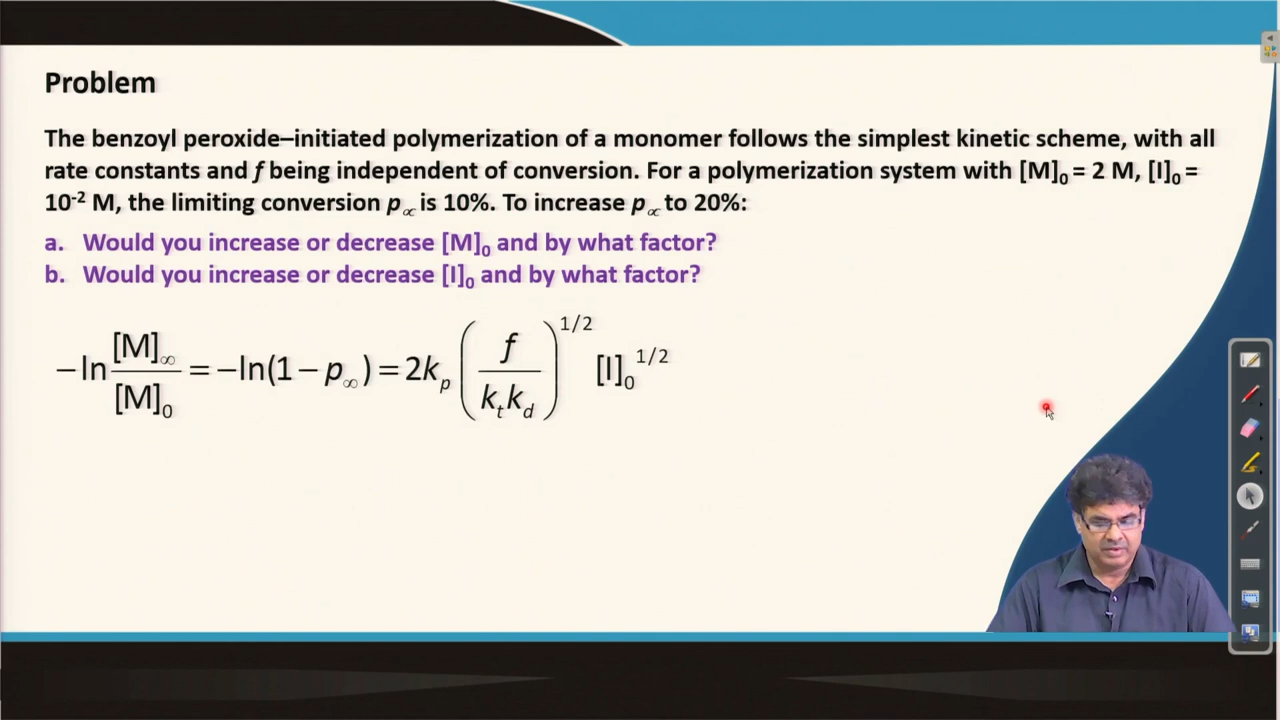 Problem
The benzoyl peroxide–initiated polymerization of a monomer follows the simplest kinetic scheme, with all
rate constants and f being independent of conversion. For a polymerization system with [M]₀ = 2 M, [I]₀ =
10⁻² M, the limiting conversion p∝ is 10%. To increase p∝ to 20%:
a. Would you increase or decrease [M]₀ and by what factor?
b. Would you increase or decrease [I]₀ and by what factor?
−ln [M]∞/[M]₀ = −ln(1 − p∞) = 2kₚ (f/kₜk_d)^1/2 [I]₀^1/2